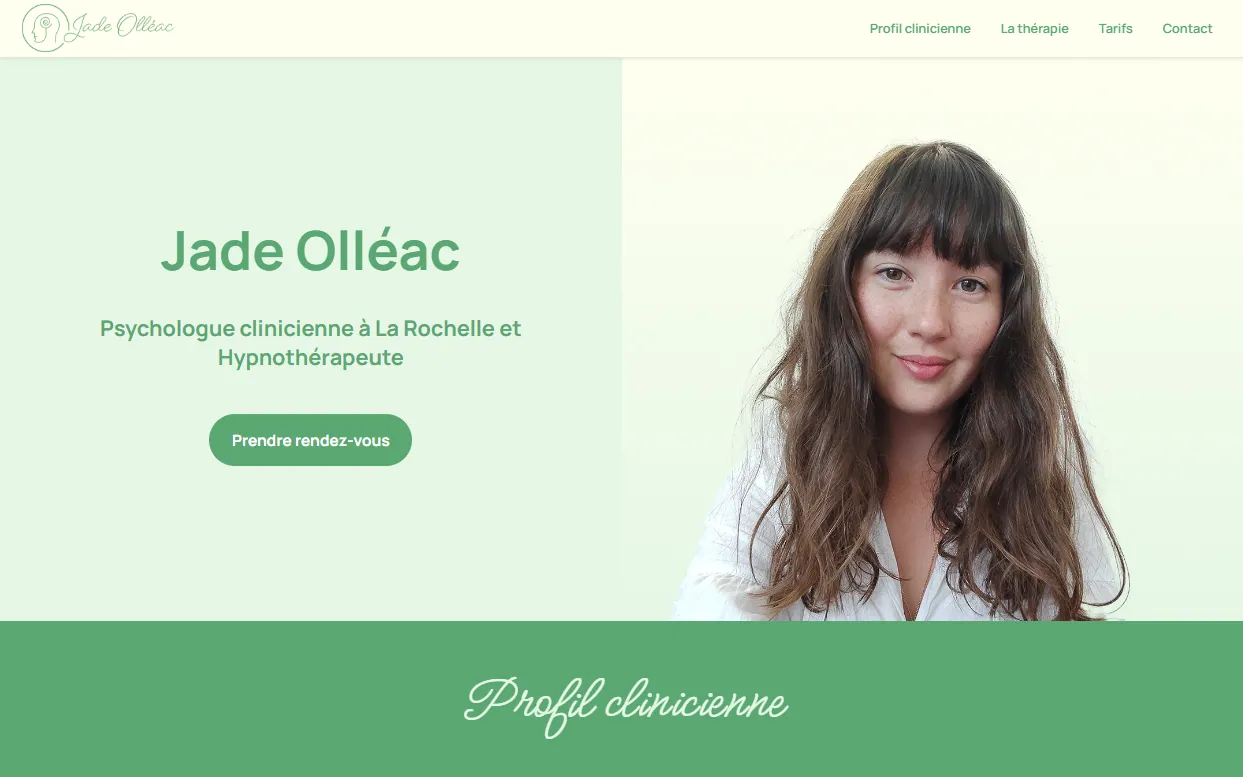 Jade Olléac
Profil clinicienne
La thérapie
Tarifs
Contact
Jade Olléac
Psychologue clinicienne à La Rochelle et
Hypnothérapeute
Prendre rendez-vous
Profil clinicienne